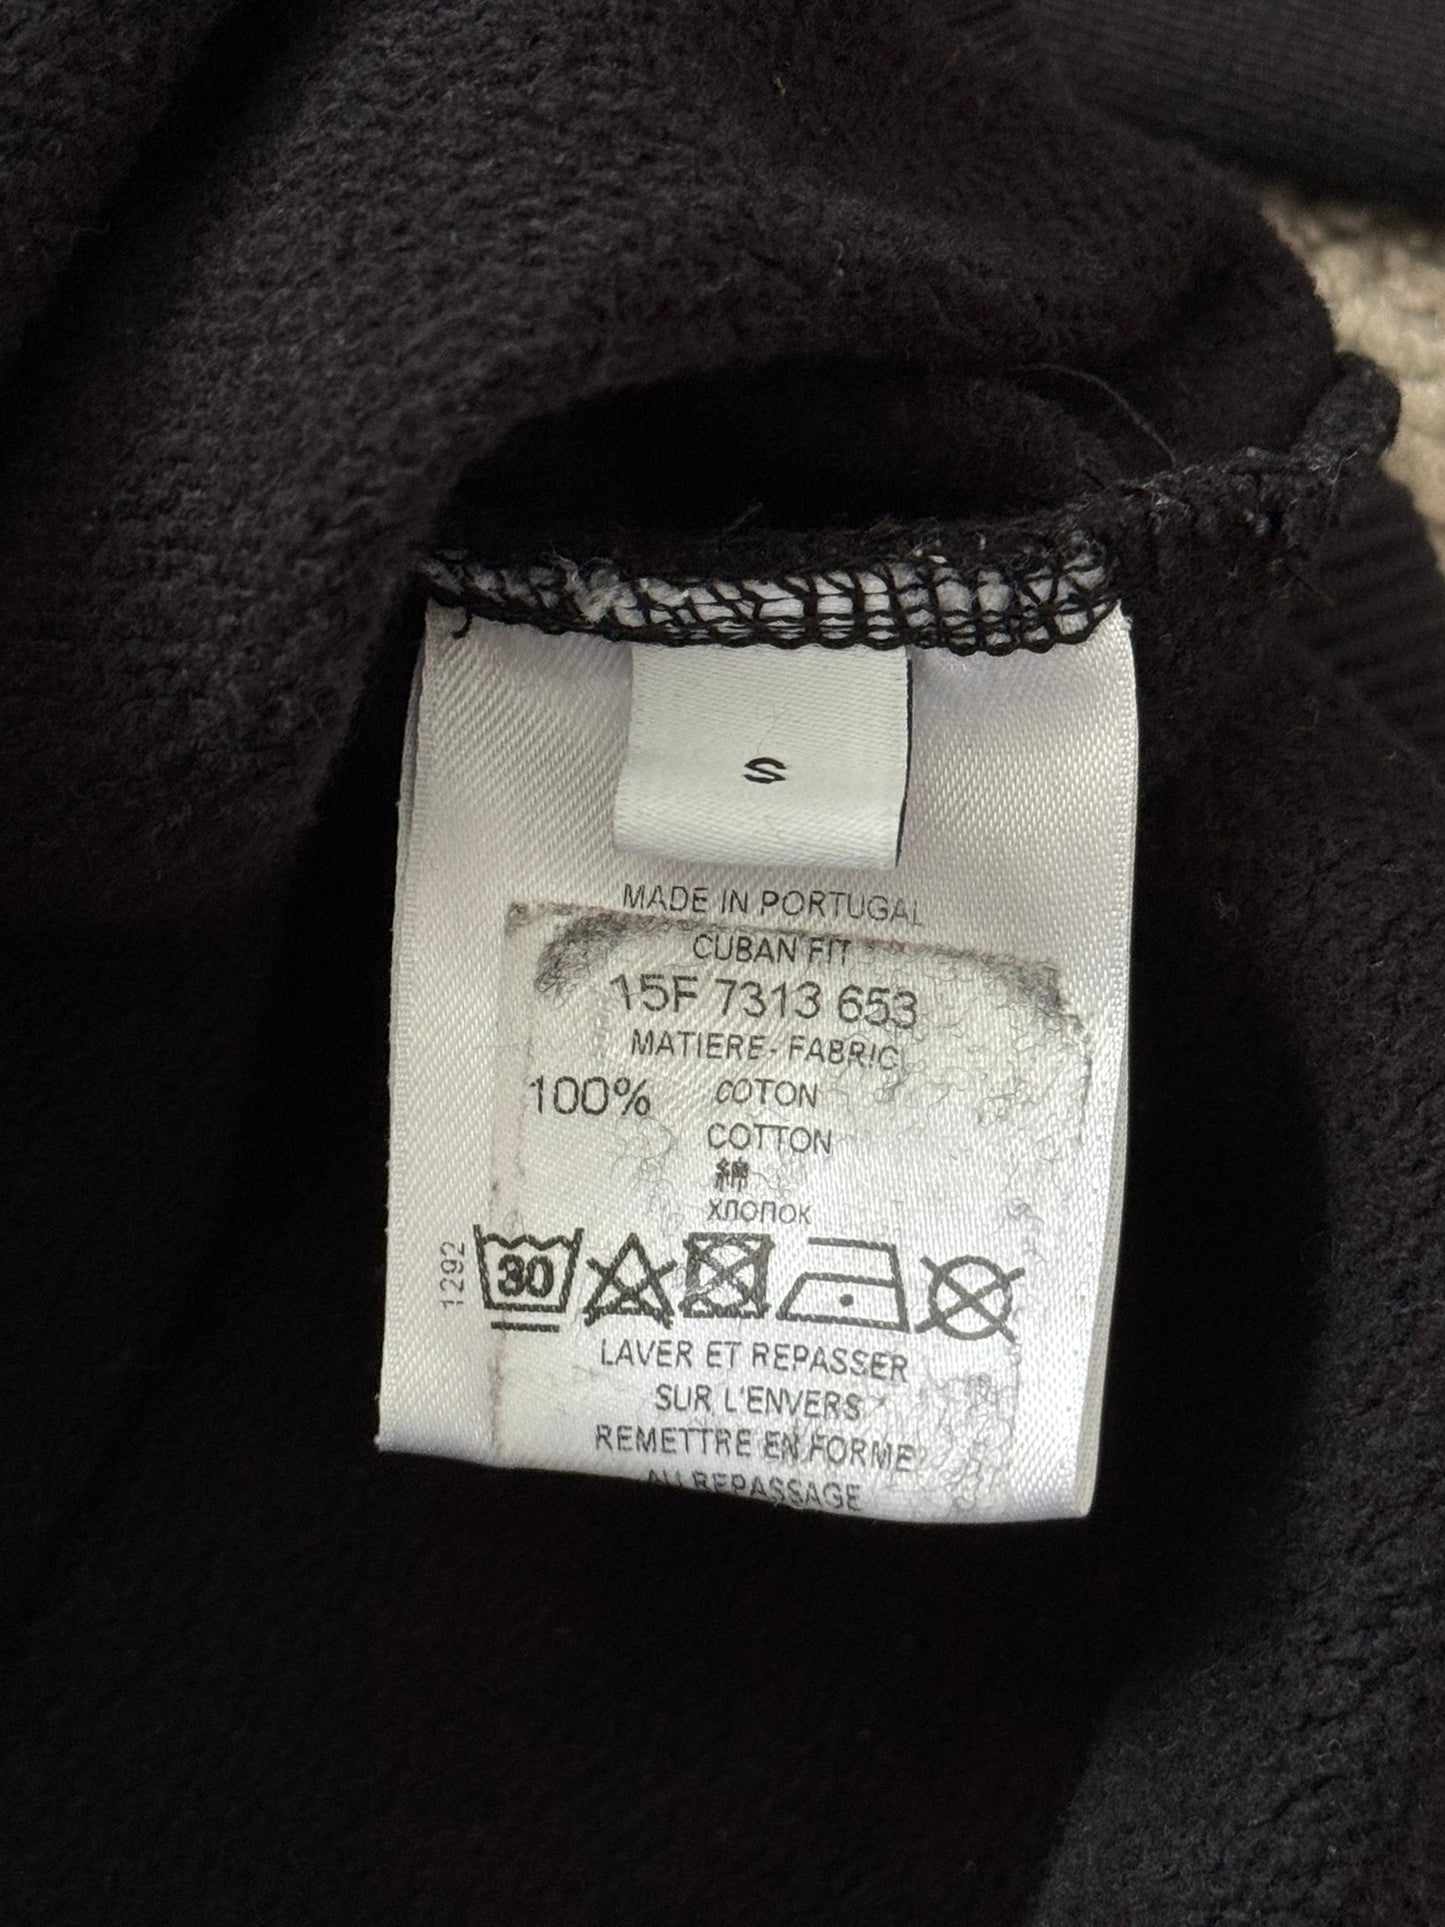 S
MADE IN PORTUGAL
CUBAN FIT
15F 7313 653
MATIERE- FABRIC
100% COTON
COTTON
綿
ХЛОПОК
1292
30
LAVER ET REPASSER
SUR L'ENVERS
REMETTRE EN FORME
AU REPASSAGE